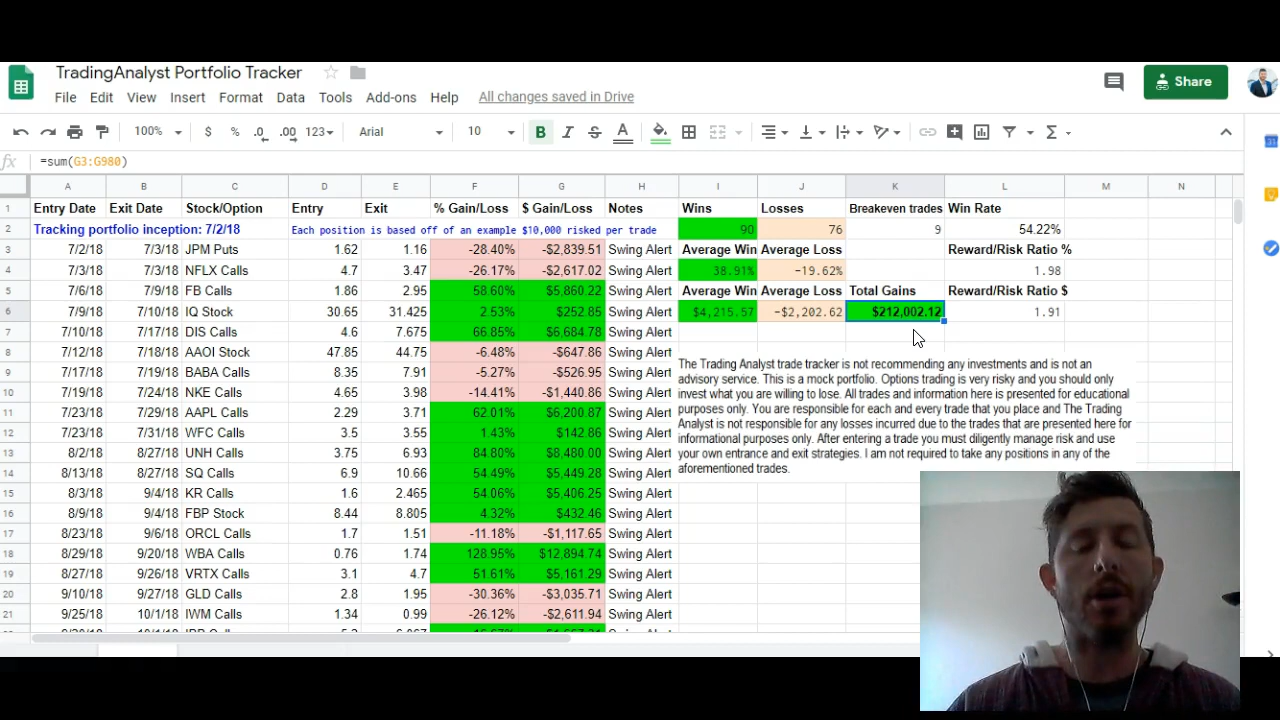 TradingAnalyst Portfolio Tracker
Share
File Edit View Insert Format Data Tools Add-ons Help All changes saved in Drive
100% $ % .0 .00 123 Arial 10 B I S A Σ
fx =sum(G3:G980)
A B C D E F G H I J K L M N
1 Entry Date Exit Date Stock/Option Entry Exit % Gain/Loss $ Gain/Loss Notes Wins Losses Breakeven trades Win Rate
2 Tracking portfolio inception: 7/2/18 Each position is based off of an example $10,000 risked per trade 90 76 9 54.22%
3 7/2/18 7/3/18 JPM Puts 1.62 1.16 -28.40% -$2,839.51 Swing Alert Average Win Average Loss Reward/Risk Ratio %
4 7/3/18 7/3/18 NFLX Calls 4.7 3.47 -26.17% -$2,617.02 Swing Alert 38.91% -19.62% 1.98
5 7/6/18 7/9/18 FB Calls 1.86 2.95 58.60% $5,860.22 Swing Alert Average Win Average Loss Total Gains Reward/Risk Ratio $
6 7/9/18 7/10/18 IQ Stock 30.65 31.425 2.53% $252.85 Swing Alert $4,215.57 -$2,202.62 $212,002.12 1.91
7 7/10/18 7/17/18 DIS Calls 4.6 7.675 66.85% $6,684.78 Swing Alert
8 7/12/18 7/18/18 AAOI Stock 47.85 44.75 -6.48% -$647.86 Swing Alert
9 7/17/18 7/19/18 BABA Calls 8.35 7.91 -5.27% -$526.95 Swing Alert
10 7/19/18 7/24/18 NKE Calls 4.65 3.98 -14.41% -$1,440.86 Swing Alert
11 7/23/18 7/29/18 AAPL Calls 2.29 3.71 62.01% $6,200.87 Swing Alert
12 7/23/18 7/31/18 WFC Calls 3.5 3.55 1.43% $142.86 Swing Alert
13 8/2/18 8/27/18 UNH Calls 3.75 6.93 84.80% $8,480.00 Swing Alert
14 8/13/18 8/27/18 SQ Calls 6.9 10.66 54.49% $5,449.28 Swing Alert
15 8/3/18 9/4/18 KR Calls 1.6 2.465 54.06% $5,406.25 Swing Alert
16 8/9/18 9/4/18 FBP Stock 8.44 8.805 4.32% $432.46 Swing Alert
17 8/23/18 9/6/18 ORCL Calls 1.7 1.51 -11.18% -$1,117.65 Swing Alert
18 8/29/18 9/20/18 WBA Calls 0.76 1.74 128.95% $12,894.74 Swing Alert
19 8/27/18 9/26/18 VRTX Calls 3.1 4.7 51.61% $5,161.29 Swing Alert
20 9/10/18 9/27/18 GLD Calls 2.8 1.95 -30.36% -$3,035.71 Swing Alert
21 9/25/18 10/1/18 IWM Calls 1.34 0.99 -26.12% -$2,611.94 Swing Alert
The Trading Analyst trade tracker is not recommending any investments and is not an
advisory service. This is a mock portfolio. Options trading is very risky and you should only
invest what you are willing to lose. All trades and information here is presented for educational
purposes only. You are responsible for each and every trade that you place and The Trading
Analyst is not responsible for any losses incurred due to the trades that are presented here for
informational purposes only. After entering a trade you must diligently manage risk and use
your own entrance and exit strategies. I am not required to take any positions in any of the
aforementioned trades.